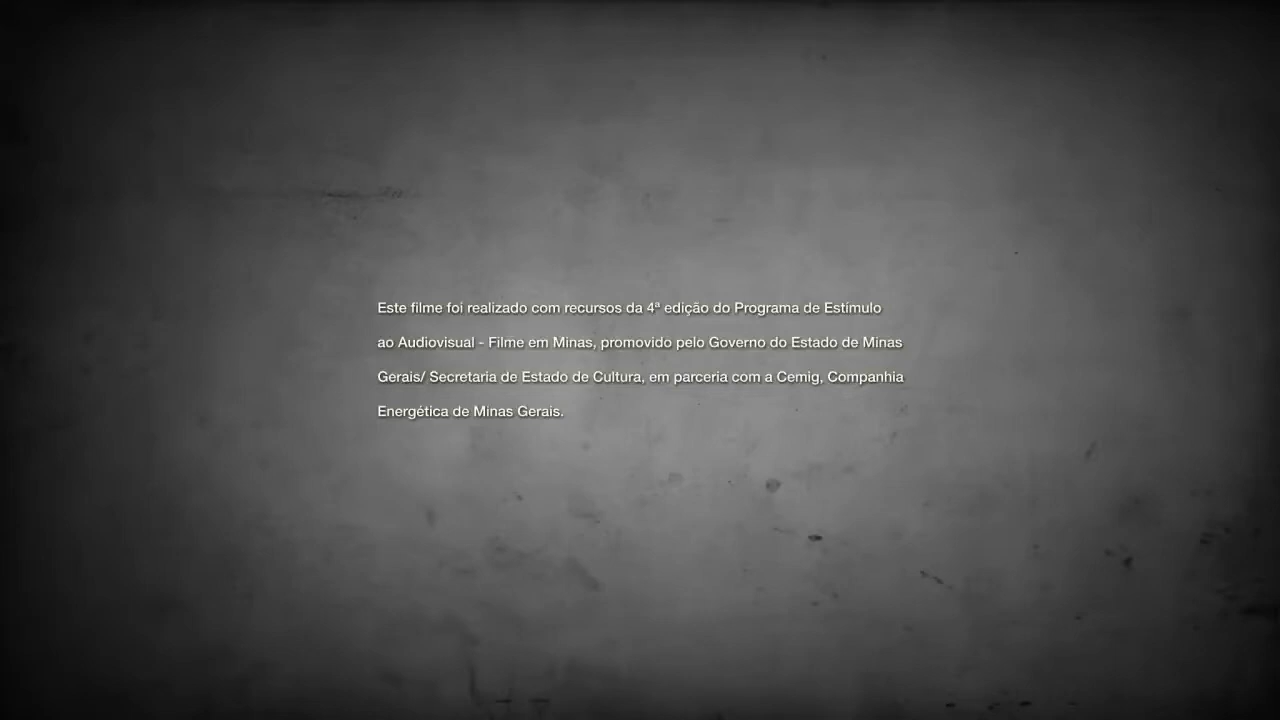 Este filme foi realizado com recursos da 4ª edição do Programa de Estímulo
ao Audiovisual - Filme em Minas, promovido pelo Governo do Estado de Minas
Gerais/ Secretaria de Estado de Cultura, em parceria com a Cemig, Companhia
Energética de Minas Gerais.